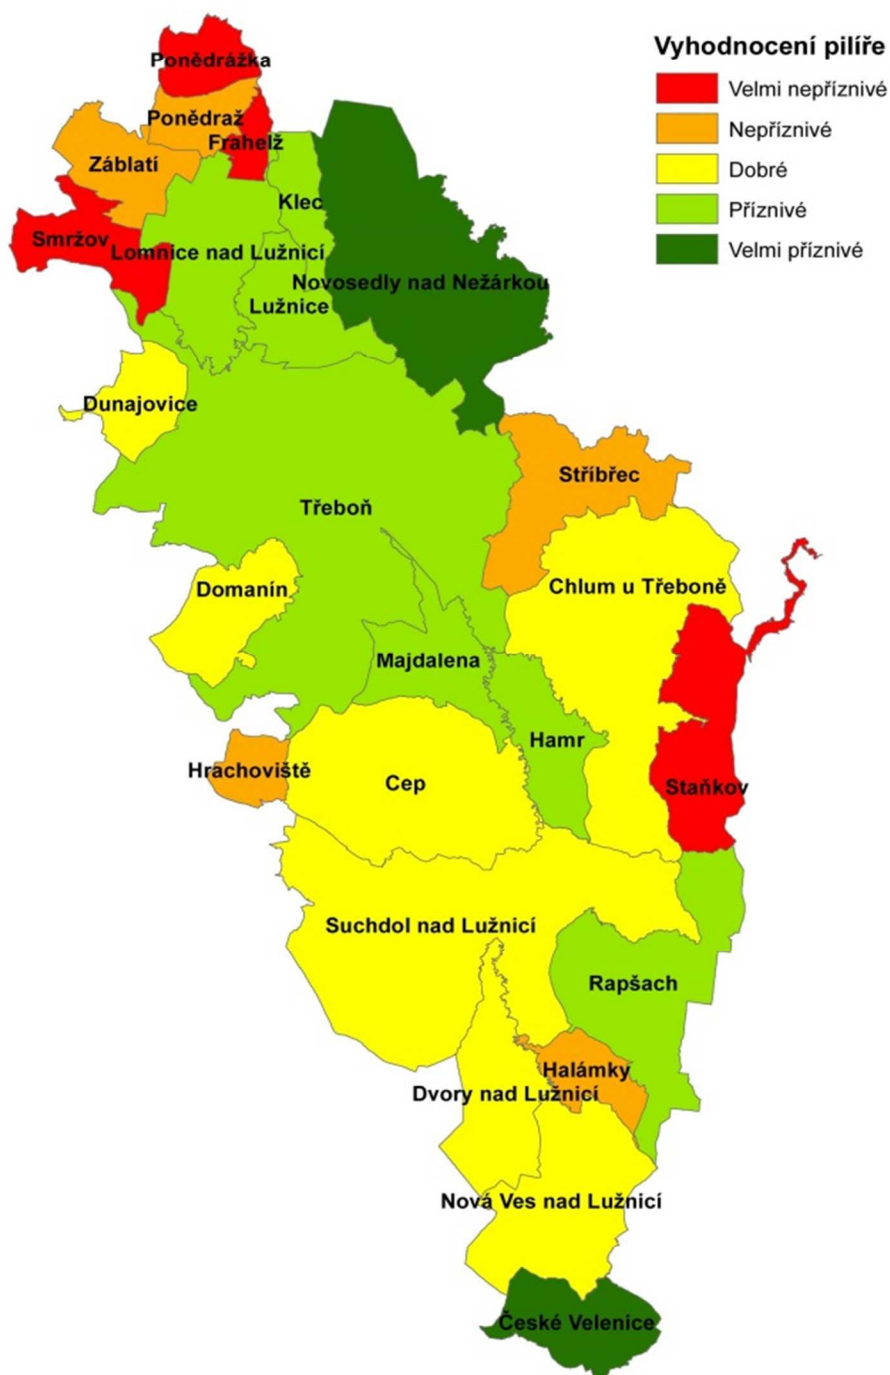 Vyhodnocení pilíře
Velmi nepříznivé
Nepříznivé
Dobré
Příznivé
Velmi příznivé
Ponědrážka
Ponědraž
Frahelž
Záblatí
Klec
Smržov
Lomnice nad Lužnicí
Novosedly nad Nežárkou
Lužnice
Dunajovice
Stříbřec
Třeboň
Domanín
Chlum u Třeboně
Majdalena
Hamr
Hrachoviště
Cep
Staňkov
Suchdol nad Lužnicí
Rapšach
Halámky
Dvory nad Lužnicí
Nová Ves nad Lužnicí
České Velenice